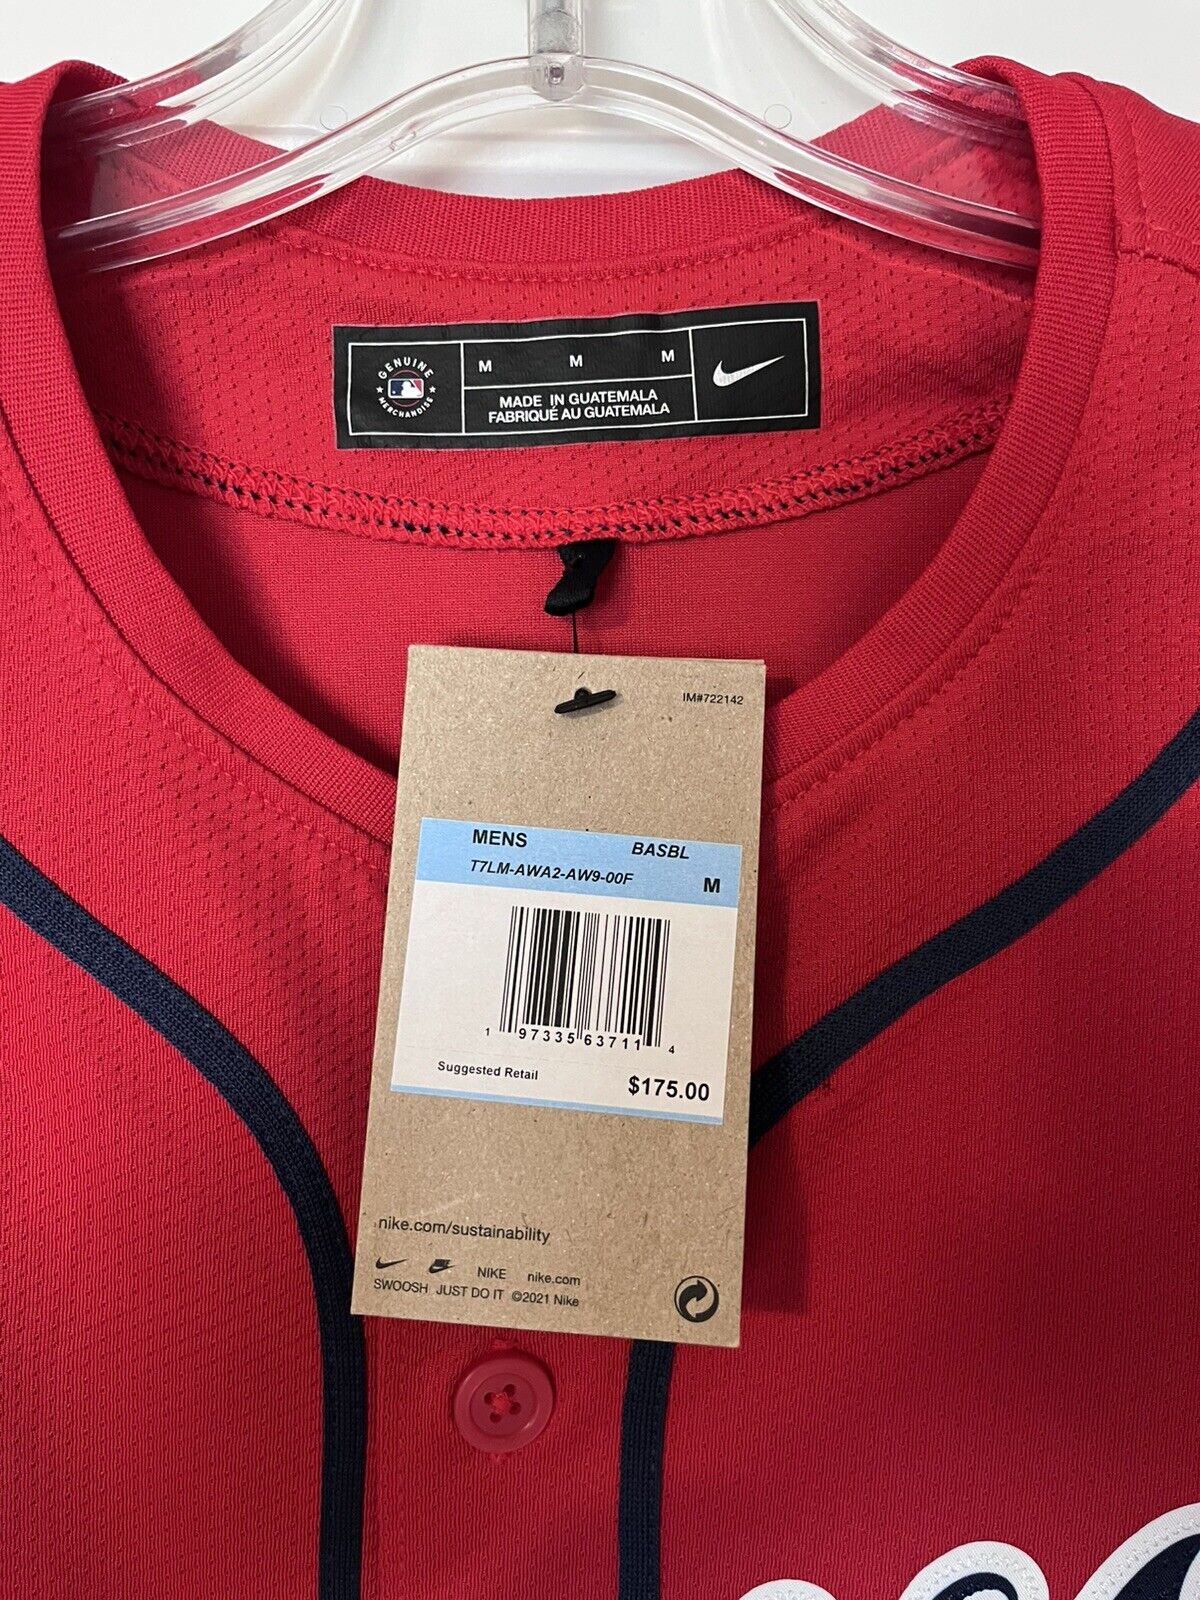 GENUINE
MERCHANDISE
M M M
MADE IN GUATEMALA
FABRIQUÉ AU GUATEMALA
IM#722142
MENS BASBL
T7LM-AWA2-AW9-00F M
1 97335 63711 4
Suggested Retail $175.00
nike.com/sustainability
NIKE nike.com
SWOOSH JUST DO IT ©2021 Nike